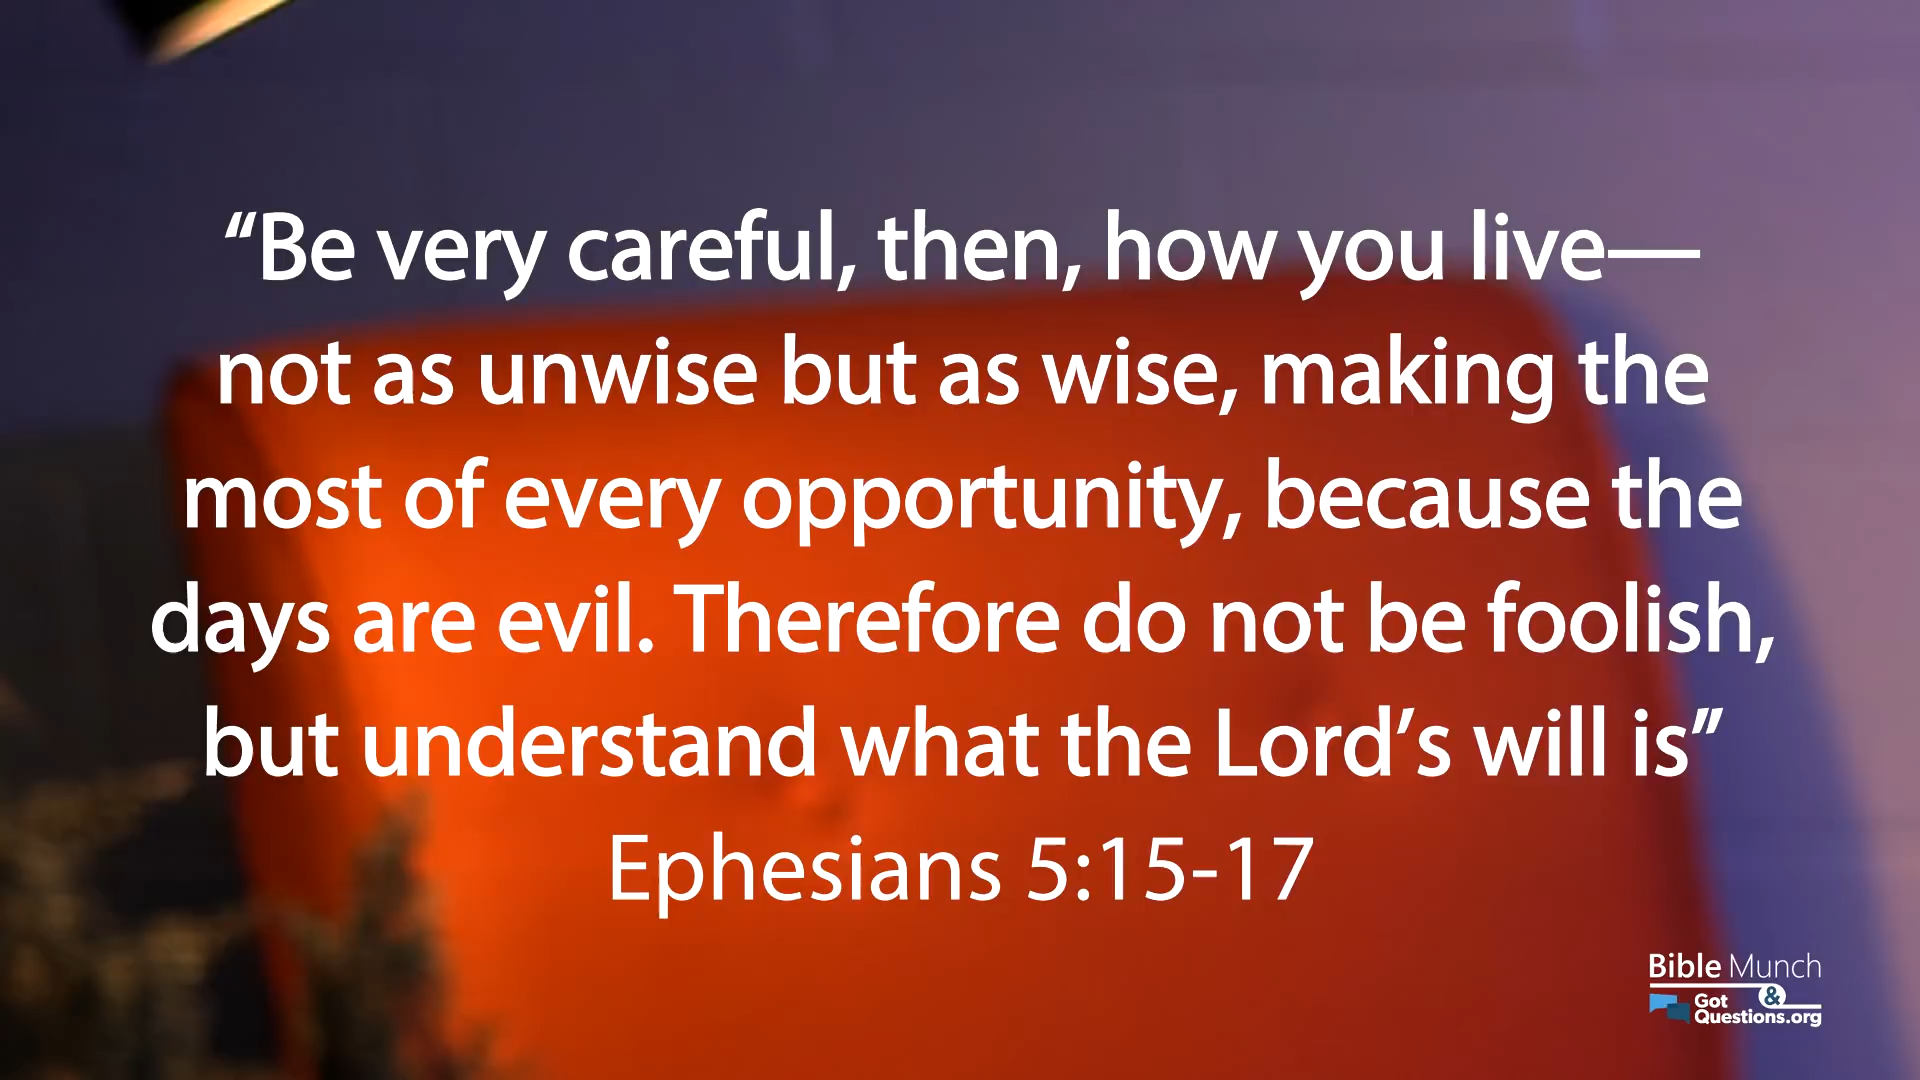 “Be very careful, then, how you live—
not as unwise but as wise, making the
most of every opportunity, because the
days are evil. Therefore do not be foolish,
but understand what the Lord’s will is”
Ephesians 5:15-17
Bible Munch
&
Got
Questions.org